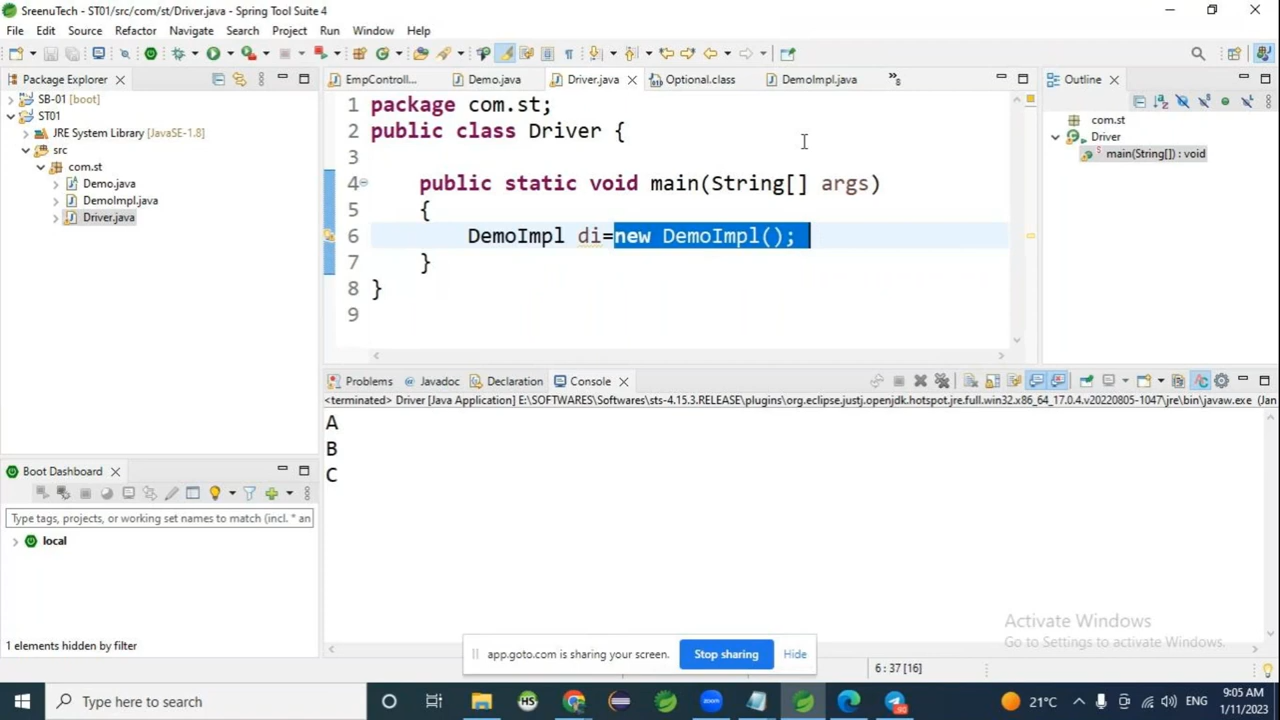 SreenuTech - ST01/src/com/st/Driver.java - Spring Tool Suite 4
File Edit Source Refactor Navigate Search Project Run Window Help
Package Explorer
SB-01 [boot]
ST01
JRE System Library [JavaSE-1.8]
src
com.st
Demo.java
DemoImpl.java
Driver.java
EmpControll... Demo.java Driver.java Optional.class DemoImpl.java »8
1 package com.st;
2 public class Driver {
3
4 public static void main(String[] args)
5 {
6 DemoImpl di=new DemoImpl();
7 }
8 }
9
Outline
com.st
Driver
S main(String[]) : void
Problems Javadoc Declaration Console
<terminated> Driver [Java Application] E:\SOFTWARES\Softwares\sts-4.15.3.RELEASE\plugins\org.eclipse.justj.openjdk.hotspot.jre.full.win32.x86_64_17.0.4.v20220805-1047\jre\bin\javaw.exe (Jan
A
B
C
Boot Dashboard
Type tags, projects, or working set names to match (incl. * an
local
1 elements hidden by filter
app.goto.com is sharing your screen. Stop sharing Hide
Activate Windows
Go to Settings to activate Windows.
6 : 37 [16]
Type here to search
HS
zoom
21°C
ENG
9:05 AM
1/11/2023